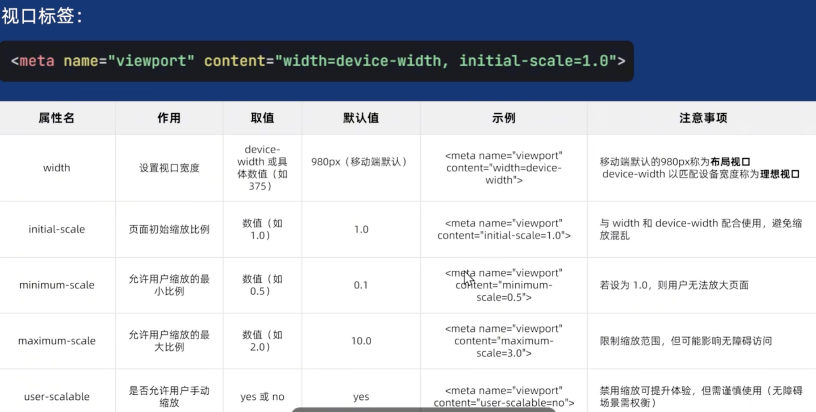 视口标签：
<meta name="viewport" content="width=device-width, initial-scale=1.0">
属性名 作用 取值 默认值 示例 注意事项
width
设置视口宽度
device-
width 或具
体数值（如
375）
980px（移动端默认）
<meta name="viewport"
content="width=device-
width">
移动端默认的980px称为布局视口
device-width 以匹配设备宽度称为理想视口
initial-scale
页面初始缩放比例
数值（如
1.0）
1.0
<meta name="viewport"
content="initial-scale=1.0">
与 width 和 device-width 配合使用，避免缩
放混乱
minimum-scale
允许用户缩放的最
小比例
数值（如
0.5）
0.1
<meta name="viewport"
content="minimum-
scale=0.5">
若设为 1.0，则用户无法放大页面
maximum-scale
允许用户缩放的最
大比例
数值（如
2.0）
10.0
<meta name="viewport"
content="maximum-
scale=3.0">
限制缩放范围，但可能影响无障碍访问
user-scalable
是否允许用户手动
缩放
yes 或 no
yes
<meta name="viewport"
content="user-scalable=no">
禁用缩放可提升体验，但需谨慎使用（无障碍
场景需权衡）